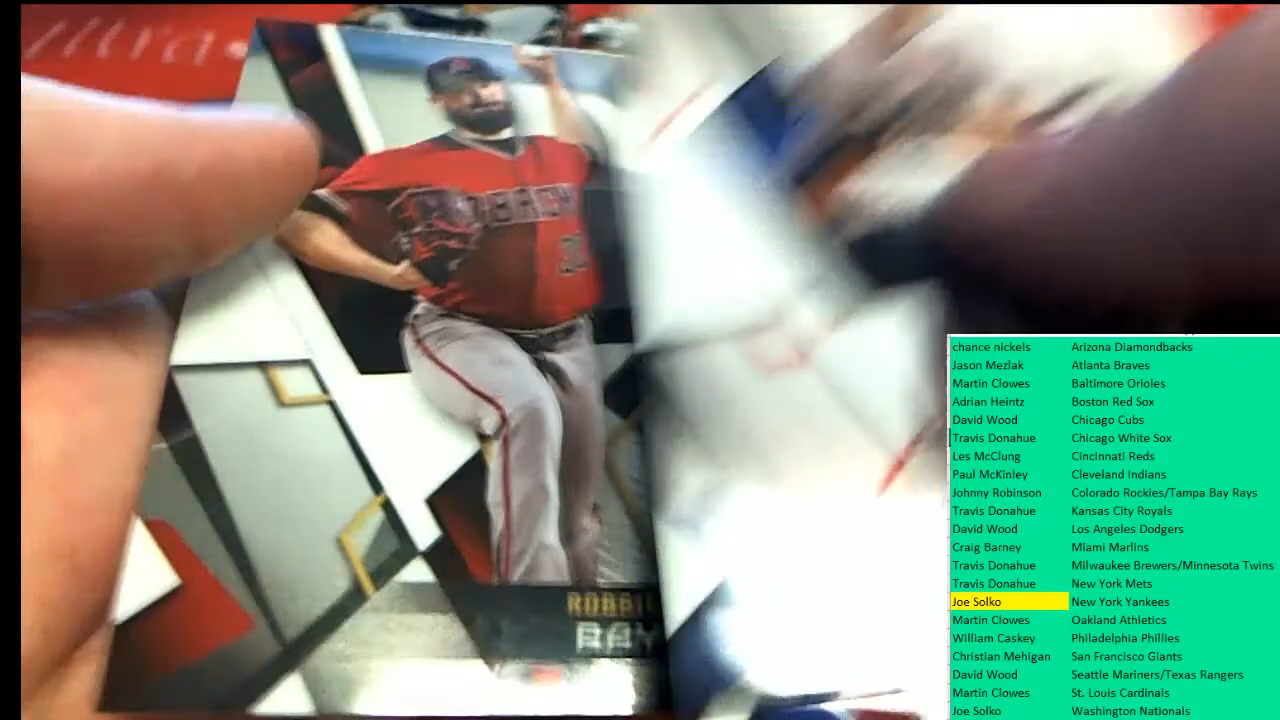 Ultra
ROBBI
RAY
chance nickels Arizona Diamondbacks
Jason Mezlak Atlanta Braves
Martin Clowes Baltimore Orioles
Adrian Heintz Boston Red Sox
David Wood Chicago Cubs
Travis Donahue Chicago White Sox
Les McClung Cincinnati Reds
Paul McKinley Cleveland Indians
Johnny Robinson Colorado Rockies/Tampa Bay Rays
Travis Donahue Kansas City Royals
David Wood Los Angeles Dodgers
Craig Barney Miami Marlins
Travis Donahue Milwaukee Brewers/Minnesota Twins
Travis Donahue New York Mets
Joe Solko New York Yankees
Martin Clowes Oakland Athletics
William Caskey Philadelphia Phillies
Christian Mehigan San Francisco Giants
David Wood Seattle Mariners/Texas Rangers
Martin Clowes St. Louis Cardinals
Joe Solko Washington Nationals